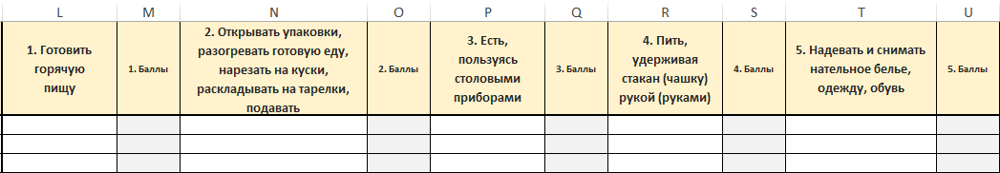 L M N O P Q R S T U
1. Готовить
горячую
пищу
1. Баллы
2. Открывать упаковки,
разогревать готовую еду,
нарезать на куски,
раскладывать на тарелки,
подавать
2. Баллы
3. Есть,
пользуясь
столовыми
приборами
3. Баллы
4. Пить,
удерживая
стакан (чашку)
рукой (руками)
4. Баллы
5. Надевать и снимать
нательное белье,
одежду, обувь
5. Баллы